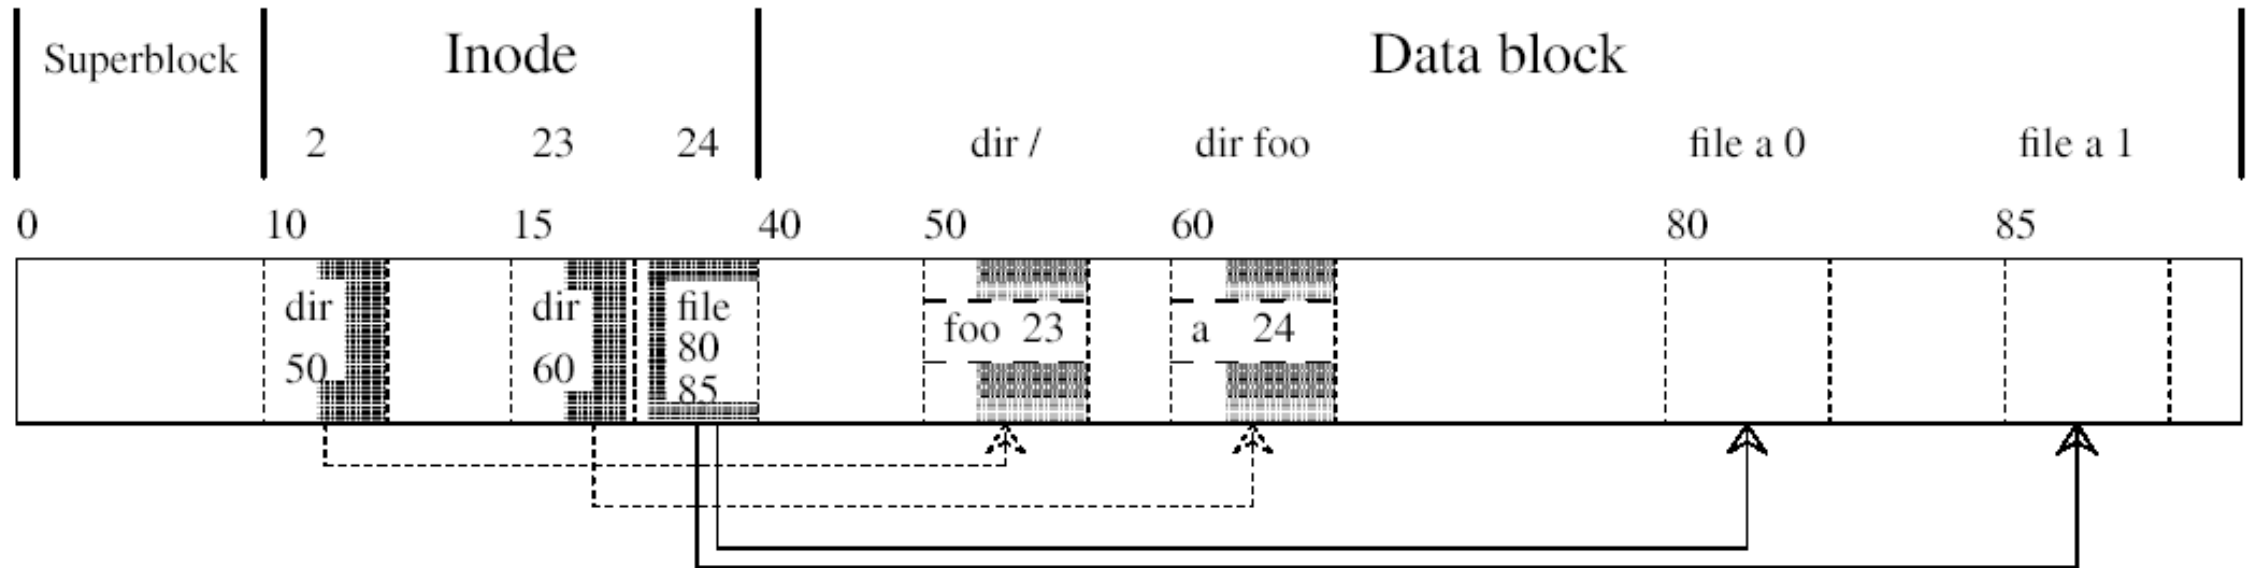 Superblock Inode Data block
2 23 24 dir / dir foo file a 0 file a 1
0 10 15 40 50 60 80 85
dir dir file
foo 23 a 24
80
50 60 85